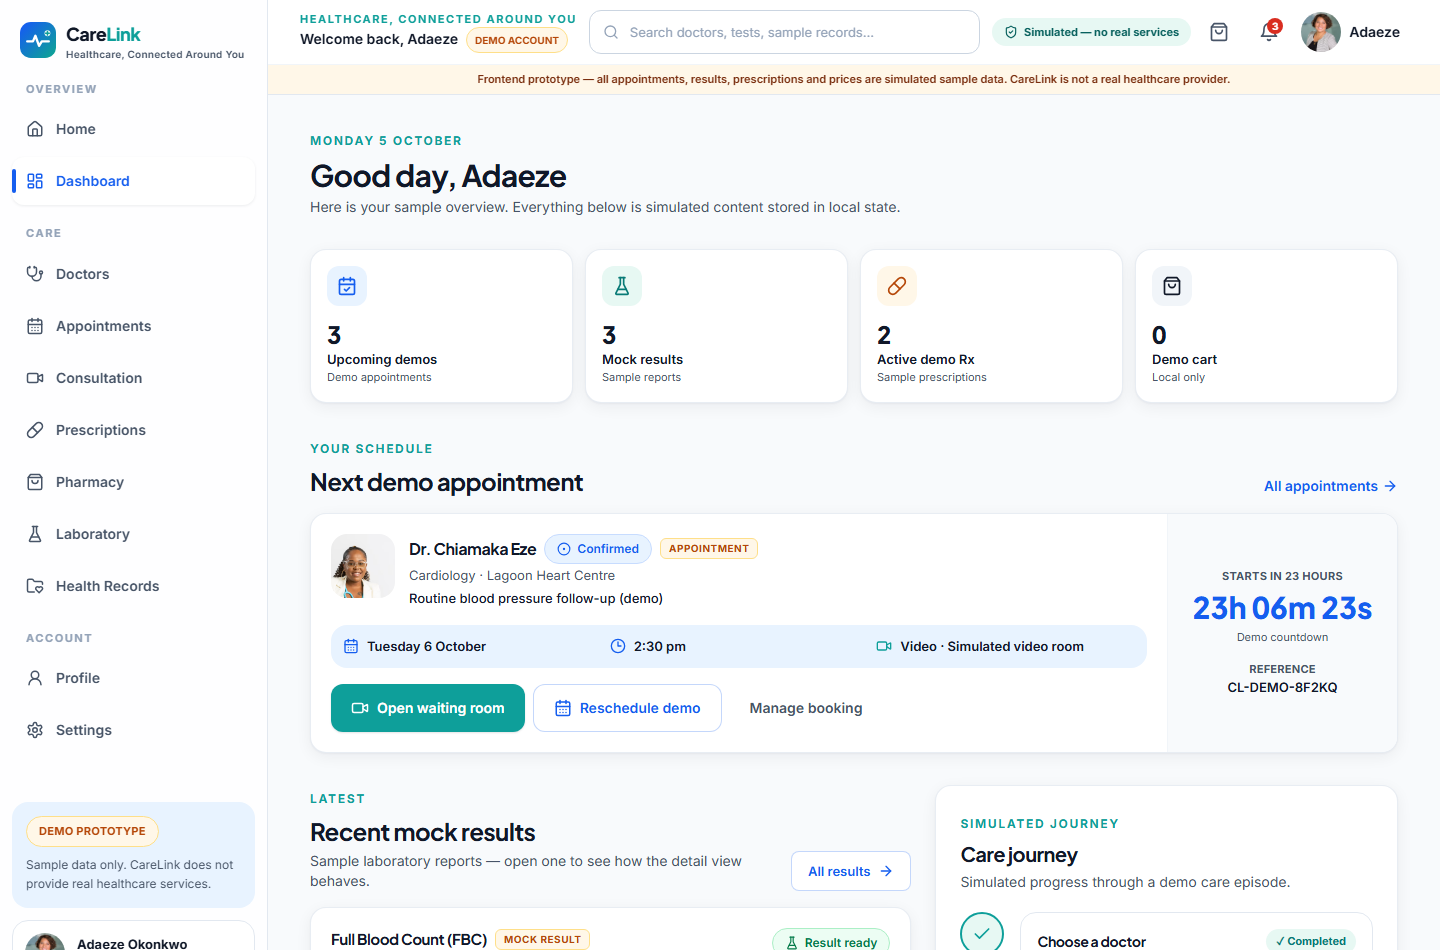 CareLink
Healthcare, Connected Around You
OVERVIEW
Home
Dashboard
CARE
Doctors
Appointments
Consultation
Prescriptions
Pharmacy
Laboratory
Health Records
ACCOUNT
Profile
Settings
DEMO PROTOTYPE
Sample data only. CareLink does not
provide real healthcare services.
Adaeze Okonkwo
HEALTHCARE, CONNECTED AROUND YOU
Welcome back, Adaeze DEMO ACCOUNT
Search doctors, tests, sample records...
Simulated — no real services
3
Adaeze
Frontend prototype — all appointments, results, prescriptions and prices are simulated sample data. CareLink is not a real healthcare provider.
MONDAY 5 OCTOBER
Good day, Adaeze
Here is your sample overview. Everything below is simulated content stored in local state.
3
Upcoming demos
Demo appointments
3
Mock results
Sample reports
2
Active demo Rx
Sample prescriptions
0
Demo cart
Local only
YOUR SCHEDULE
Next demo appointment
All appointments
Dr. Chiamaka Eze Confirmed APPOINTMENT
Cardiology · Lagoon Heart Centre
Routine blood pressure follow-up (demo)
Tuesday 6 October 2:30 pm Video · Simulated video room
Open waiting room Reschedule demo Manage booking
STARTS IN 23 HOURS
23h 06m 23s
Demo countdown
REFERENCE
CL-DEMO-8F2KQ
LATEST
Recent mock results
Sample laboratory reports — open one to see how the detail view
behaves.
All results
Full Blood Count (FBC) MOCK RESULT Result ready
SIMULATED JOURNEY
Care journey
Simulated progress through a demo care episode.
Choose a doctor ✓ Completed